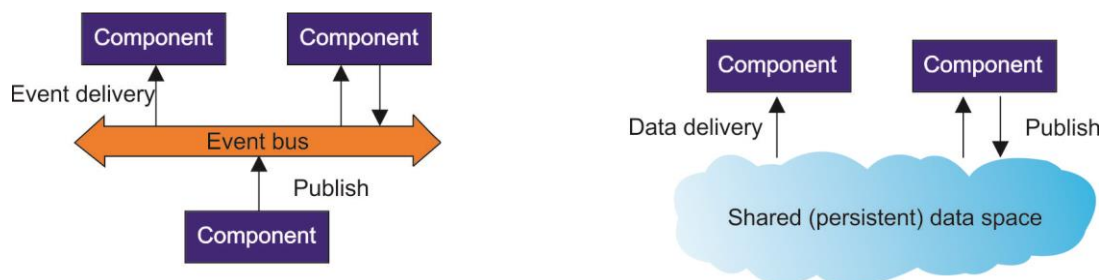 Component
Component
Event delivery
Event bus
Publish
Component
Component
Component
Data delivery
Publish
Shared (persistent) data space